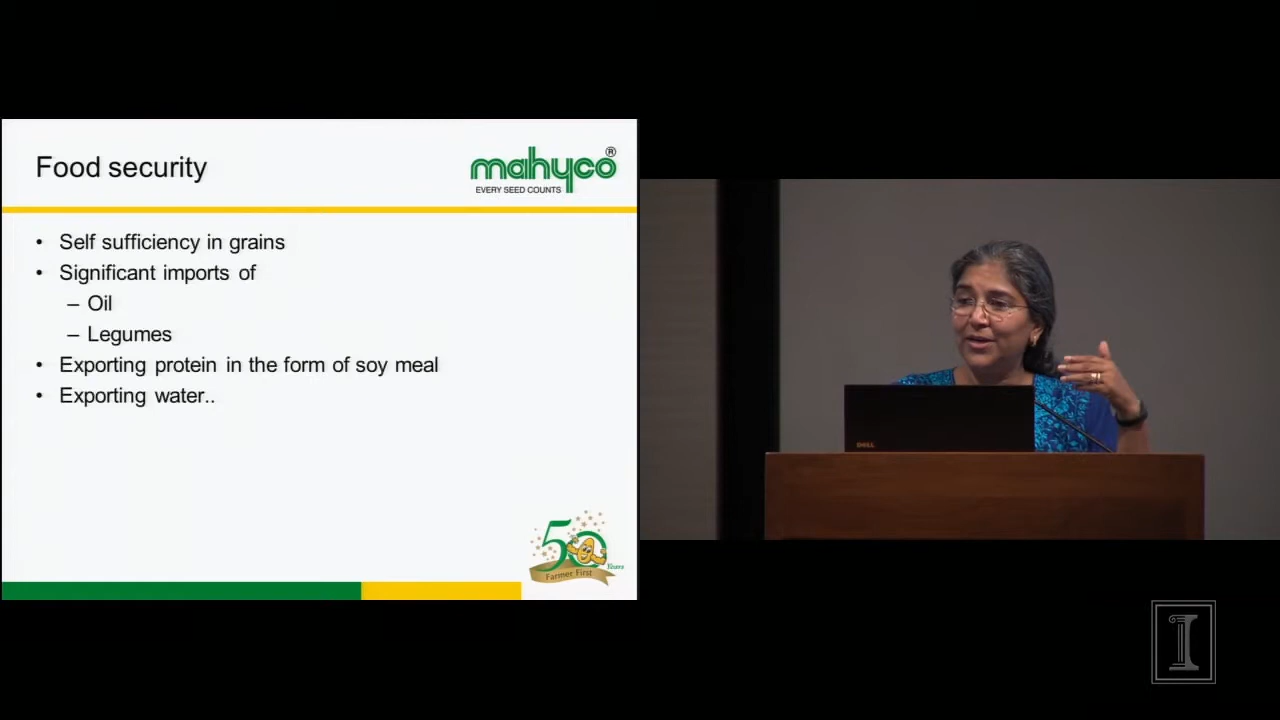 Food security
mahyco®
EVERY SEED COUNTS
• Self sufficiency in grains
• Significant imports of
– Oil
– Legumes
• Exporting protein in the form of soy meal
• Exporting water..
50
Years
Farmer First
DELL
I